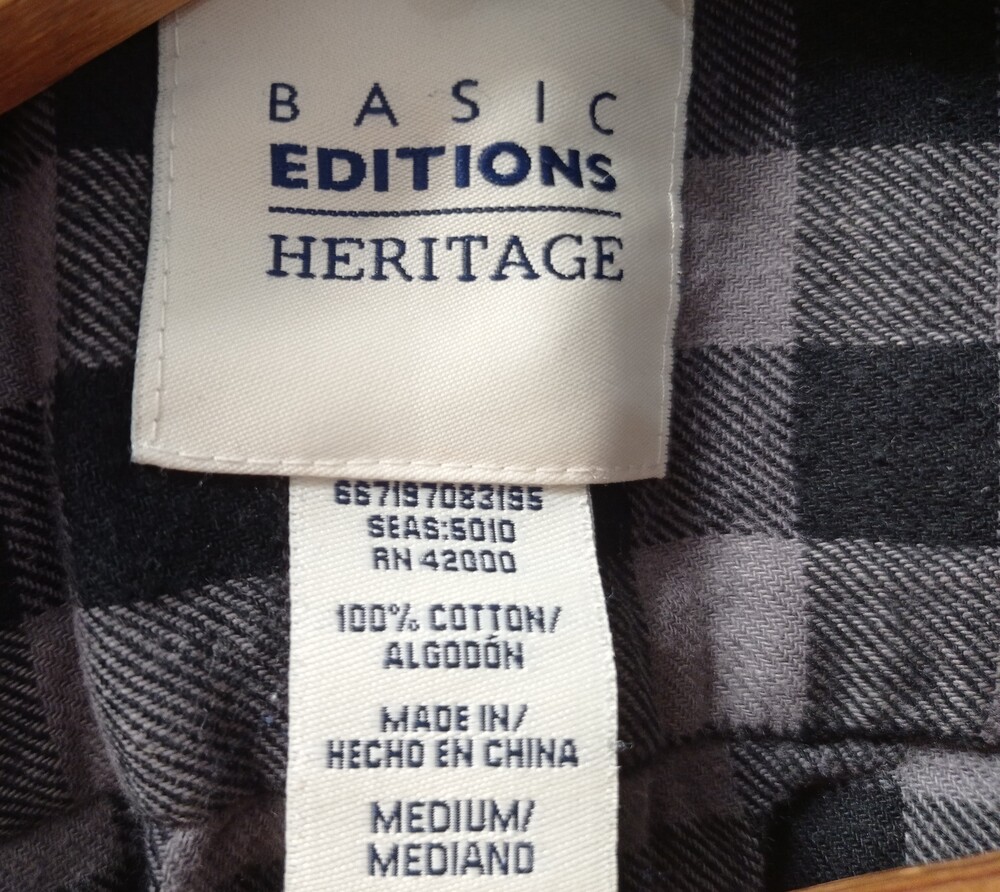 BASIC
EDITIONS
HERITAGE
667197083195
SEAS:5010
RN 42000
100% COTTON/
ALGODÓN
MADE IN/
HECHO EN CHINA
MEDIUM/
MEDIANO